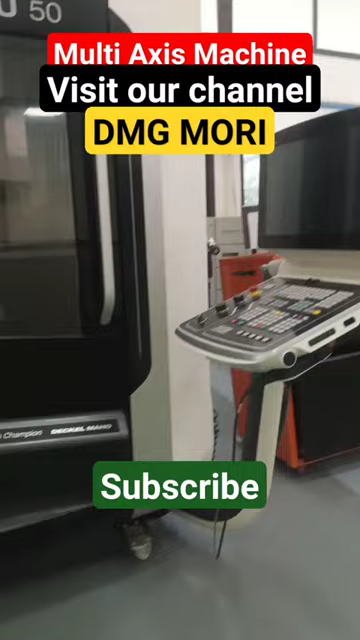 U 50
Multi Axis Machine
Visit our channel
DMG MORI
Champion DECKEL MAHO
Subscribe